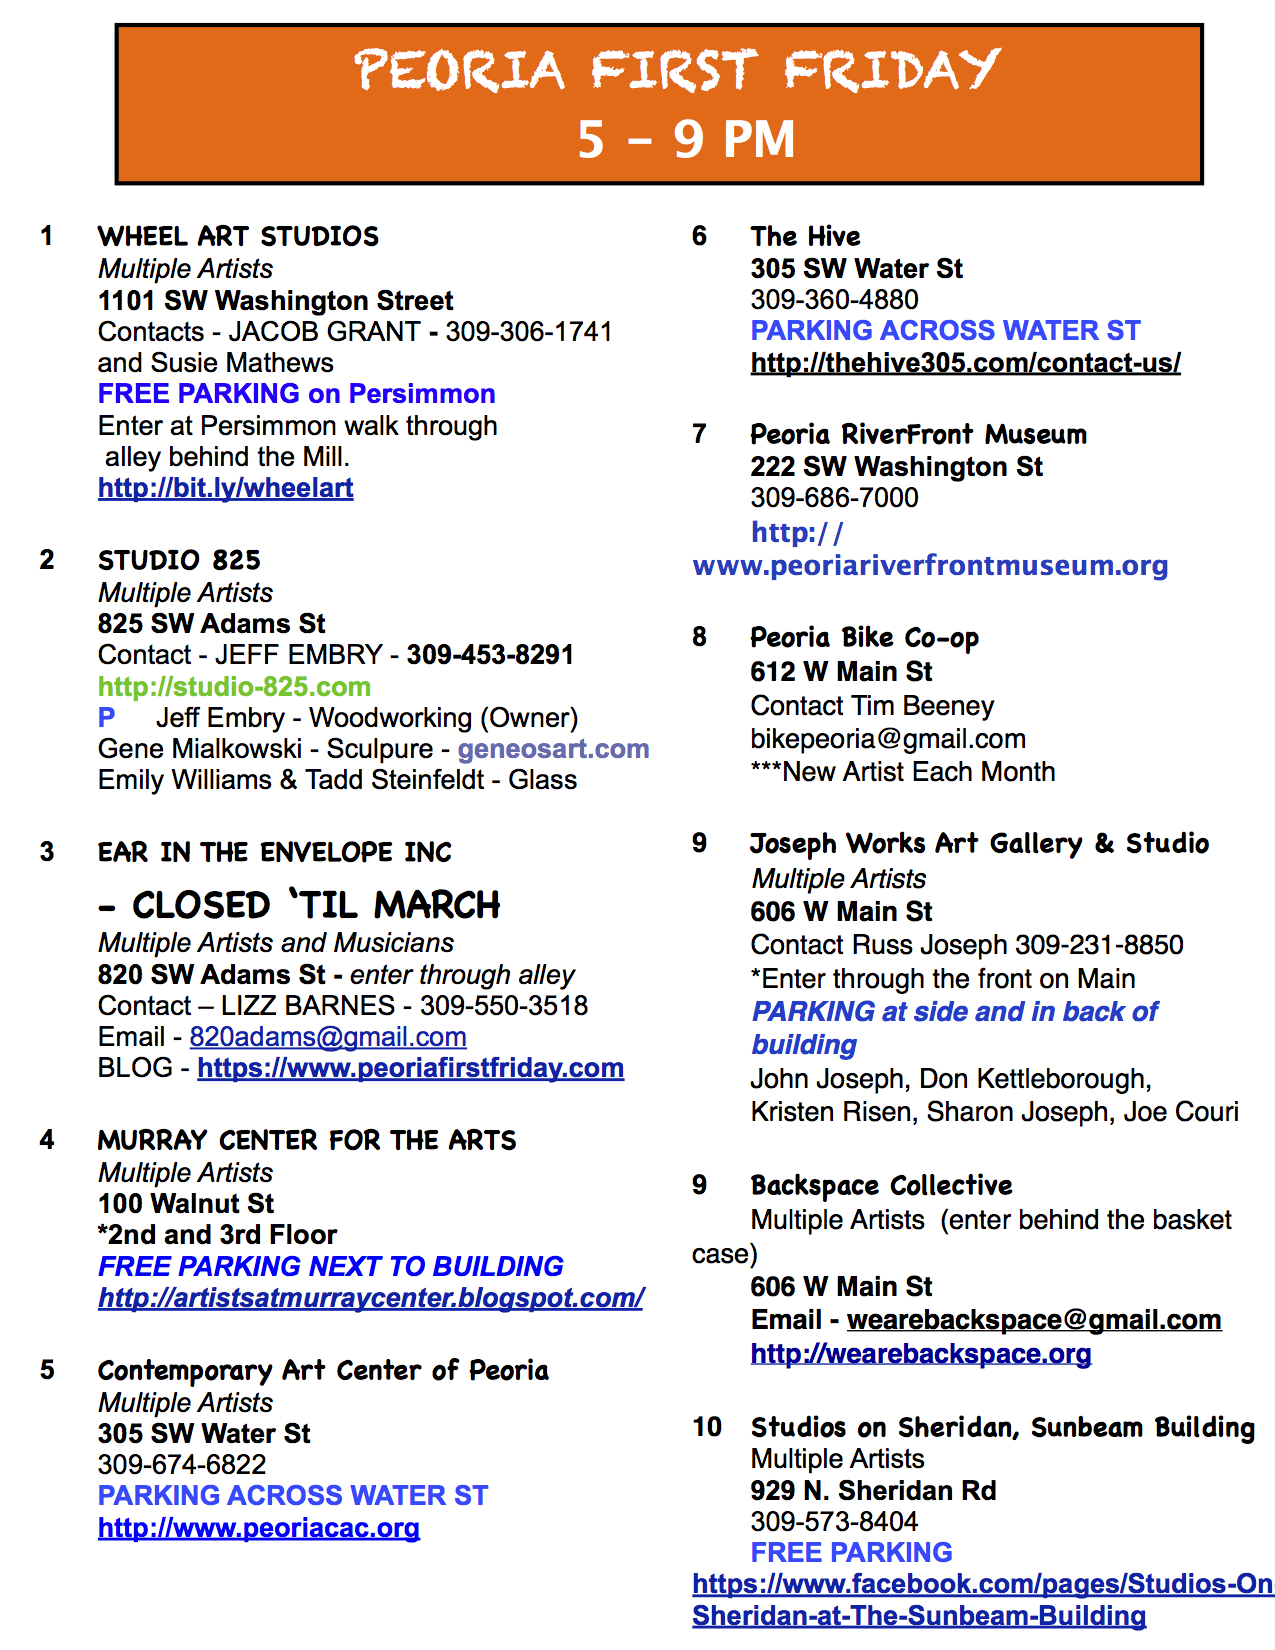 PEORIA FIRST FRIDAY
5 – 9 PM
1 WHEEL ART STUDIOS
Multiple Artists
1101 SW Washington Street
Contacts - JACOB GRANT - 309-306-1741
and Susie Mathews
FREE PARKING on Persimmon
Enter at Persimmon walk through
alley behind the Mill.
http://bit.ly/wheelart
2 STUDIO 825
Multiple Artists
825 SW Adams St
Contact - JEFF EMBRY - 309-453-8291
http://studio-825.com
P Jeff Embry - Woodworking (Owner)
Gene Mialkowski - Sculpure - geneosart.com
Emily Williams & Tadd Steinfeldt - Glass
3 EAR IN THE ENVELOPE INC
– CLOSED ‘TIL MARCH
Multiple Artists and Musicians
820 SW Adams St - enter through alley
Contact – LIZZ BARNES - 309-550-3518
Email - 820adams@gmail.com
BLOG - https://www.peoriafirstfriday.com
4 MURRAY CENTER FOR THE ARTS
Multiple Artists
100 Walnut St
*2nd and 3rd Floor
FREE PARKING NEXT TO BUILDING
http://artistsatmurraycenter.blogspot.com/
5 Contemporary Art Center of Peoria
Multiple Artists
305 SW Water St
309-674-6822
PARKING ACROSS WATER ST
http://www.peoriacac.org
6 The Hive
305 SW Water St
309-360-4880
PARKING ACROSS WATER ST
http://thehive305.com/contact-us/
7 Peoria RiverFront Museum
222 SW Washington St
309-686-7000
http://
www.peoriariverfrontmuseum.org
8 Peoria Bike Co-op
612 W Main St
Contact Tim Beeney
bikepeoria@gmail.com
***New Artist Each Month
9 Joseph Works Art Gallery & Studio
Multiple Artists
606 W Main St
Contact Russ Joseph 309-231-8850
*Enter through the front on Main
PARKING at side and in back of
building
John Joseph, Don Kettleborough,
Kristen Risen, Sharon Joseph, Joe Couri
9 Backspace Collective
Multiple Artists (enter behind the basket
case)
606 W Main St
Email - wearebackspace@gmail.com
http://wearebackspace.org
10 Studios on Sheridan, Sunbeam Building
Multiple Artists
929 N. Sheridan Rd
309-573-8404
FREE PARKING
https://www.facebook.com/pages/Studios-On-
Sheridan-at-The-Sunbeam-Building